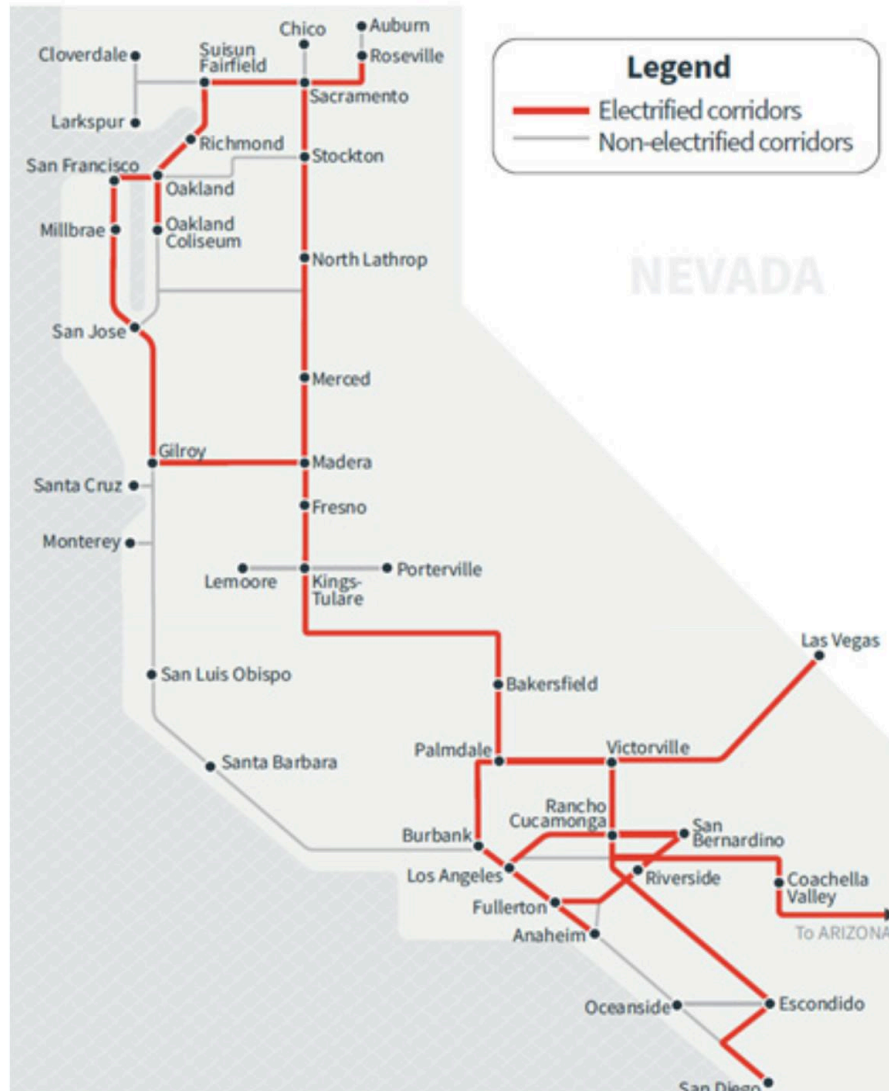 Auburn
Chico
Cloverdale
Suisun
Fairfield
Roseville
Legend
Electrified corridors
Non-electrified corridors
Sacramento
Larkspur
Richmond
Stockton
San Francisco
Oakland
Millbrae
Oakland
Coliseum
North Lathrop
NEVADA
San Jose
Merced
Gilroy
Madera
Santa Cruz
Fresno
Monterey
Lemoore
Kings-
Tulare
Porterville
Las Vegas
San Luis Obispo
Bakersfield
Palmdale
Victorville
Santa Barbara
Rancho
Cucamonga
San
Bernardino
Burbank
Los Angeles
Riverside
Coachella
Valley
Fullerton
Anaheim
To ARIZONA
Oceanside
Escondido
San Diego